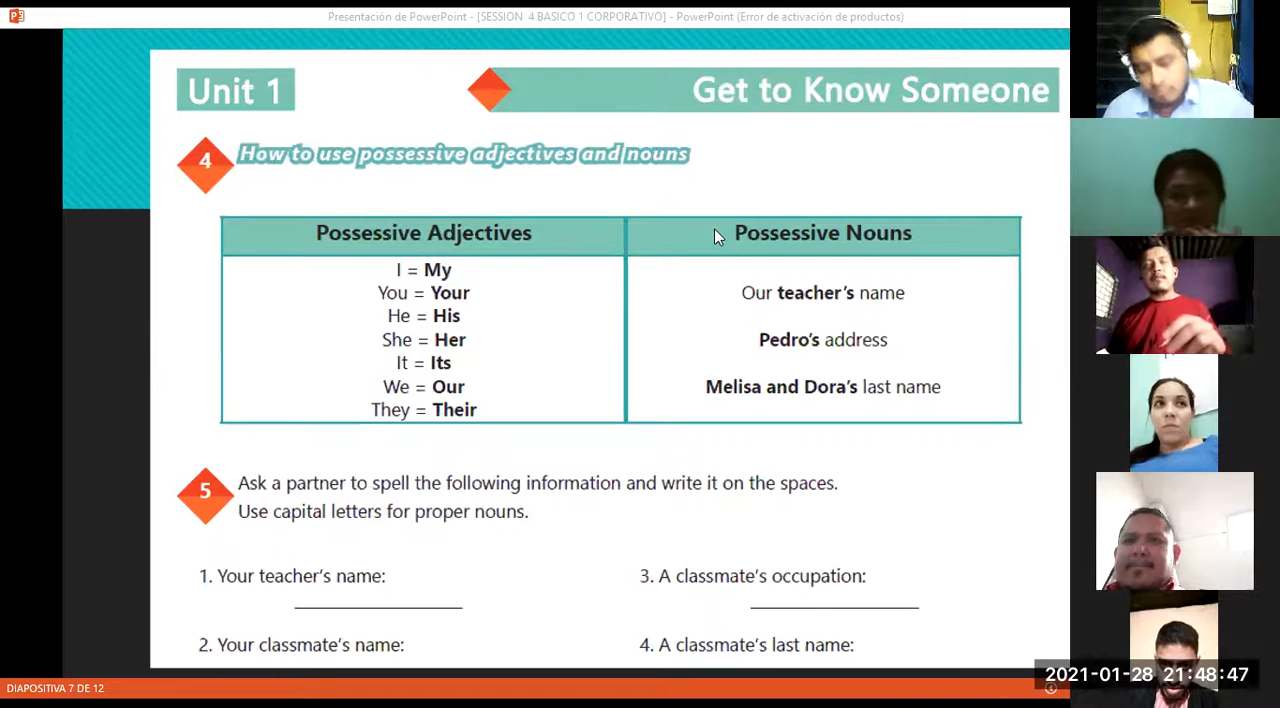 Presentación de PowerPoint - [SESSION 4 BASICO 1 CORPORATIVO] - PowerPoint (Error de activación de productos)
Unit 1
Get to Know Someone
4
How to use possessive adjectives and nouns
Possessive Adjectives
Possessive Nouns
I = My
You = Your
He = His
She = Her
It = Its
We = Our
They = Their
Our teacher's name
Pedro's address
Melisa and Dora's last name
5
Ask a partner to spell the following information and write it on the spaces.
Use capital letters for proper nouns.
1. Your teacher's name:
3. A classmate's occupation:
2. Your classmate's name:
4. A classmate's last name:
DIAPOSITIVA 7 DE 12
2021-01-28 21:48:47